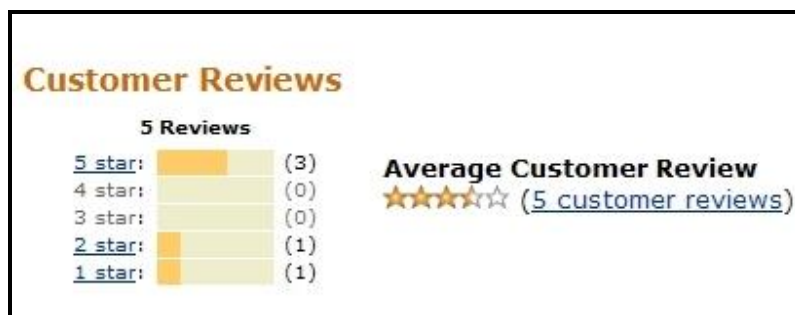 Customer Reviews
5 Reviews
5 star: (3)
4 star: (0)
3 star: (0)
2 star: (1)
1 star: (1)
Average Customer Review
(5 customer reviews)